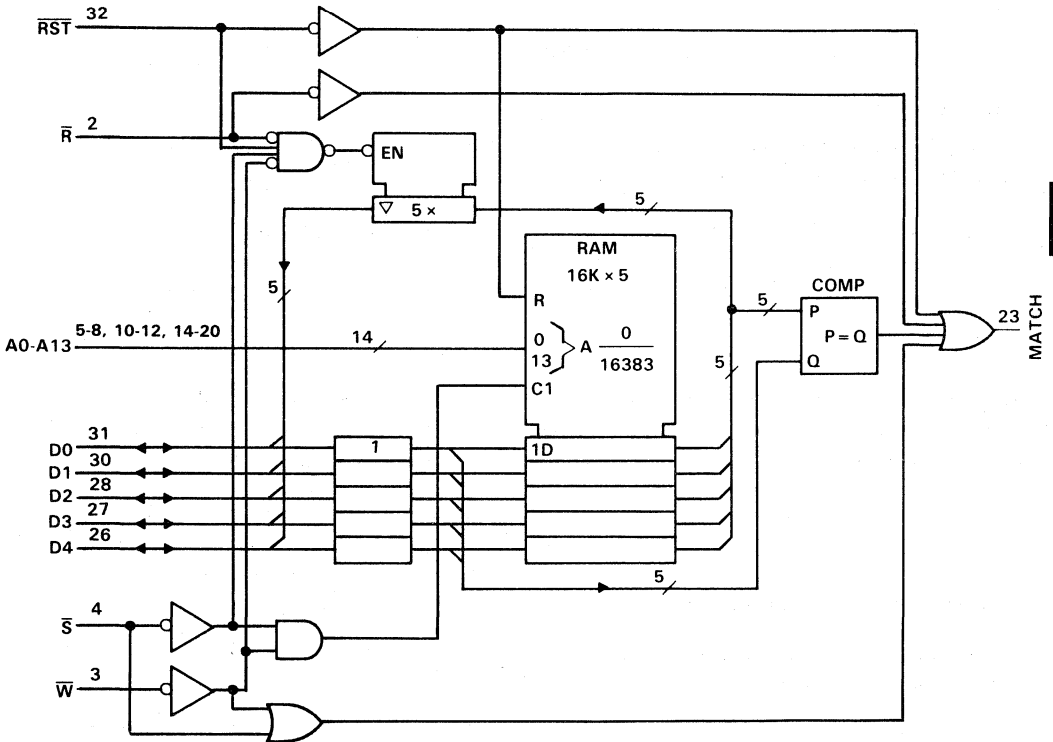 R̅S̅T̅ 32
R̅ 2
EN
▽ 5 ×
5
RAM
16K × 5
R
5
COMP
5
P
P = Q
Q
23
MATCH
5-8, 10-12, 14-20
A0-A13
14
0
13
A
0
16383
C1
5
D0 31
1
1D
D1 30
D2 28
D3 27
D4 26
5
S̅ 4
W̅ 3